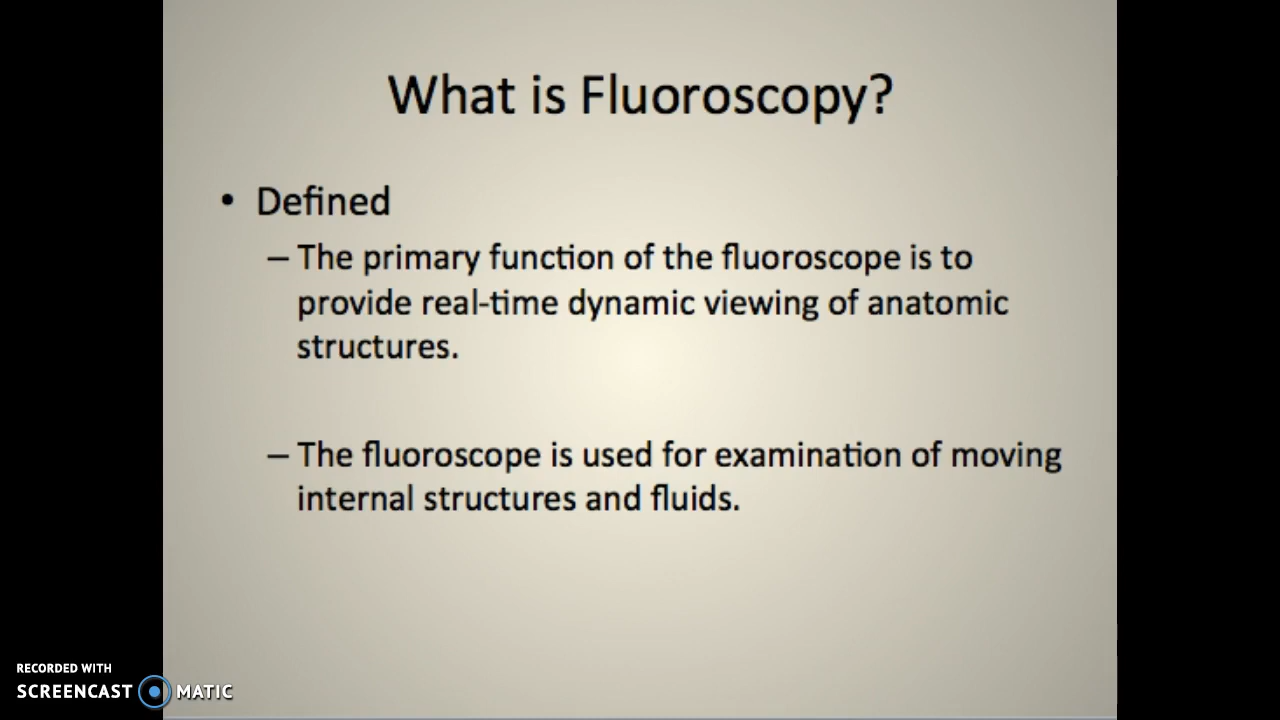 What is Fluoroscopy?
• Defined
– The primary function of the fluoroscope is to
provide real-time dynamic viewing of anatomic
structures.
– The fluoroscope is used for examination of moving
internal structures and fluids.
RECORDED WITH
SCREENCAST MATIC